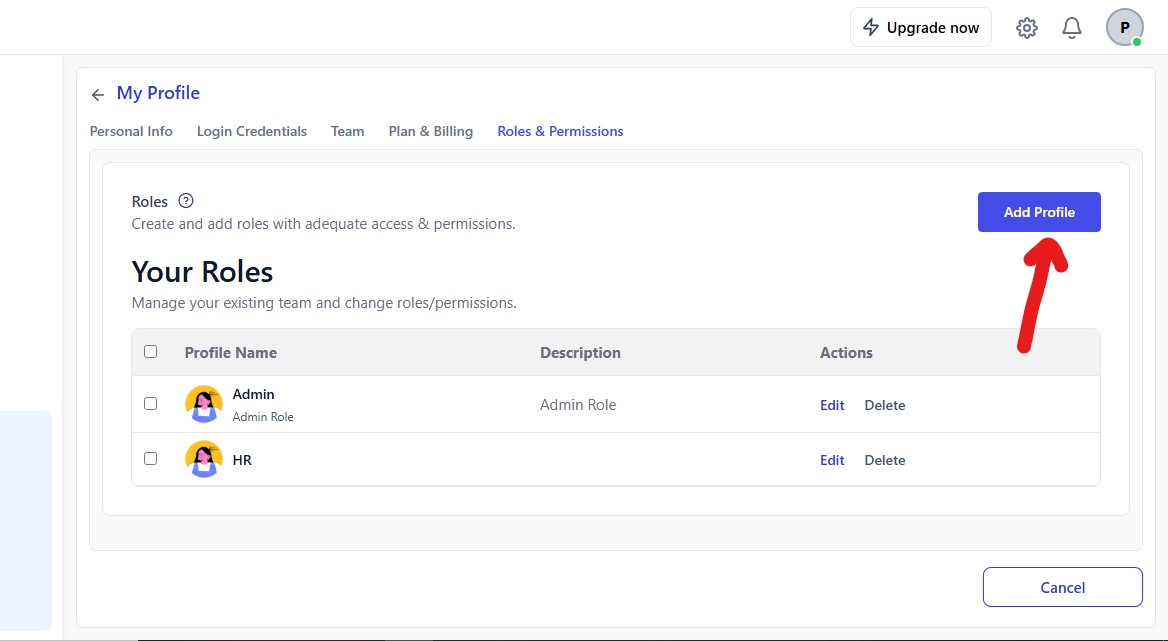 Upgrade now
P
My Profile
Personal Info Login Credentials Team Plan & Billing Roles & Permissions
Roles ?
Create and add roles with adequate access & permissions.
Add Profile
Your Roles
Manage your existing team and change roles/permissions.
Profile Name Description Actions
Admin
Admin Role
Admin Role
Edit Delete
HR
Edit Delete
Cancel